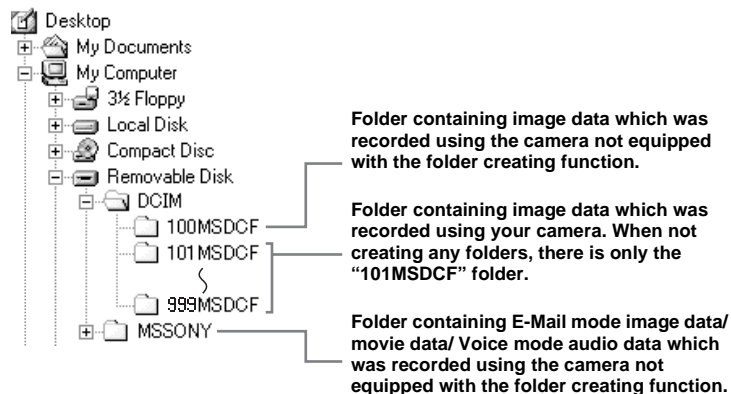 Desktop
My Documents
My Computer
3½ Floppy
Local Disk
Compact Disc
Removable Disk
DCIM
100MSDCF
101MSDCF
999MSDCF
MSSONY
Folder containing image data which was
recorded using the camera not equipped
with the folder creating function.
Folder containing image data which was
recorded using your camera. When not
creating any folders, there is only the
“101MSDCF” folder.
Folder containing E-Mail mode image data/
movie data/ Voice mode audio data which
was recorded using the camera not
equipped with the folder creating function.